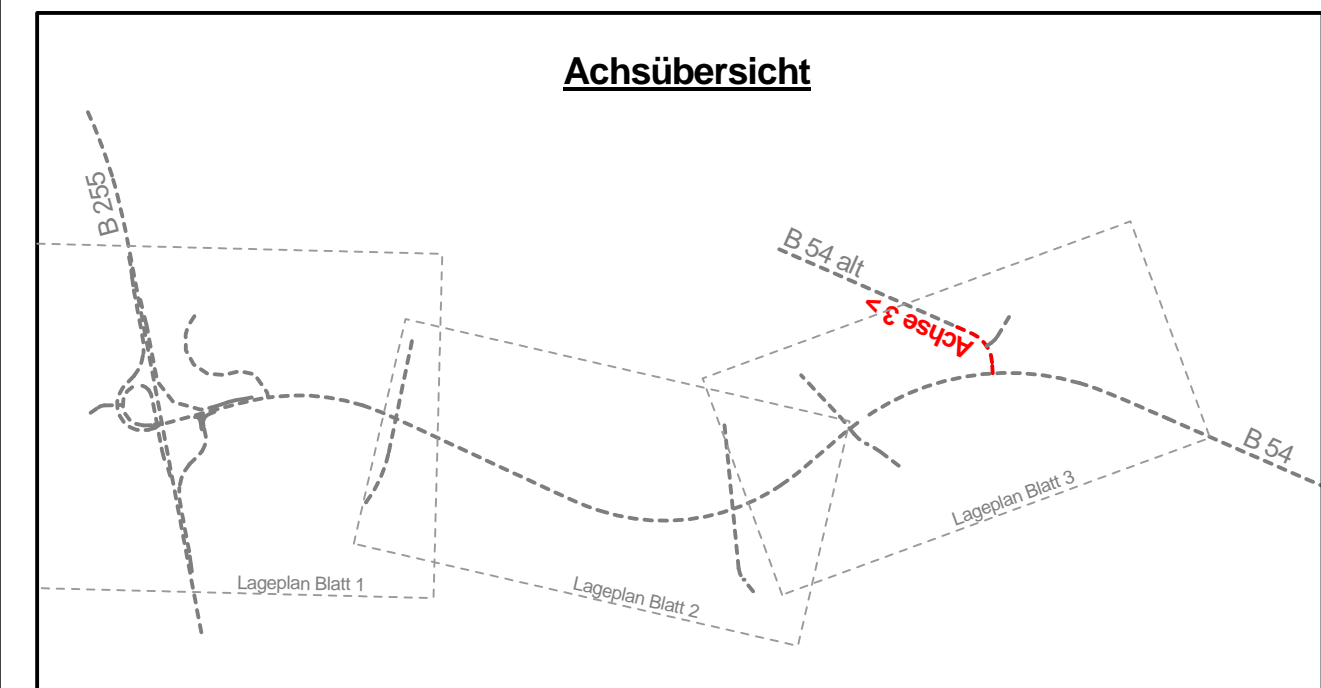 Achsübersicht
B 255
B 54 alt
Achse 3 >
B 54
Lageplan Blatt 3
Lageplan Blatt 1
Lageplan Blatt 2